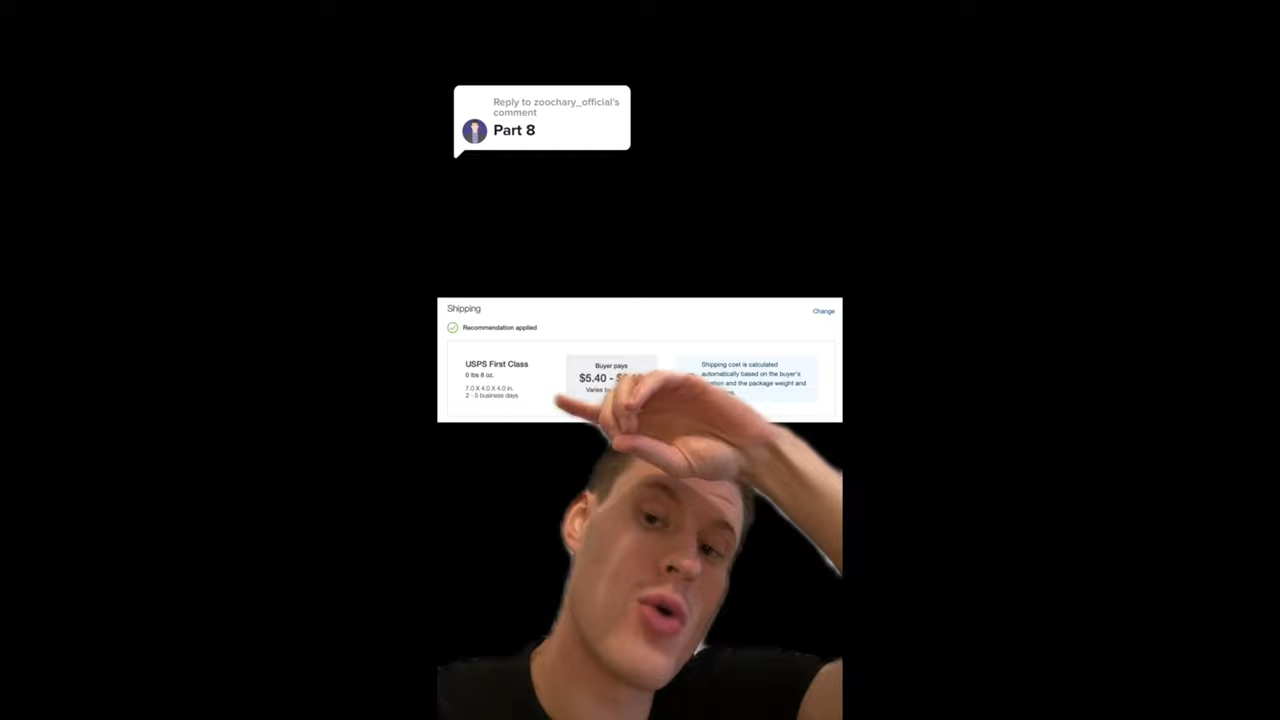 Reply to zoochary_official's
comment
Part 8
Shipping
Change
Recommendation applied
USPS First Class
0 lbs 8 oz.
7.0 X 4.0 X 4.0 in.
2 - 5 business days
Buyer pays
$5.40 -
Varies
Shipping cost is calculated
automatically based on the buyer's
and the package weight and